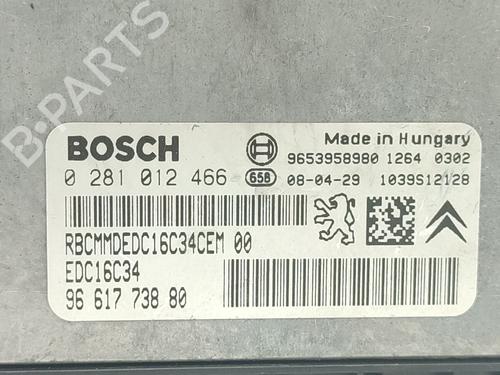 BOSCH
Made in Hungary
9653958980 1264 0302
0 281 012 466 658 08-04-29 1039S12128
RBCMMDEDC16C34CEM 00
EDC16C34
96 617 738 80
B-PARTS